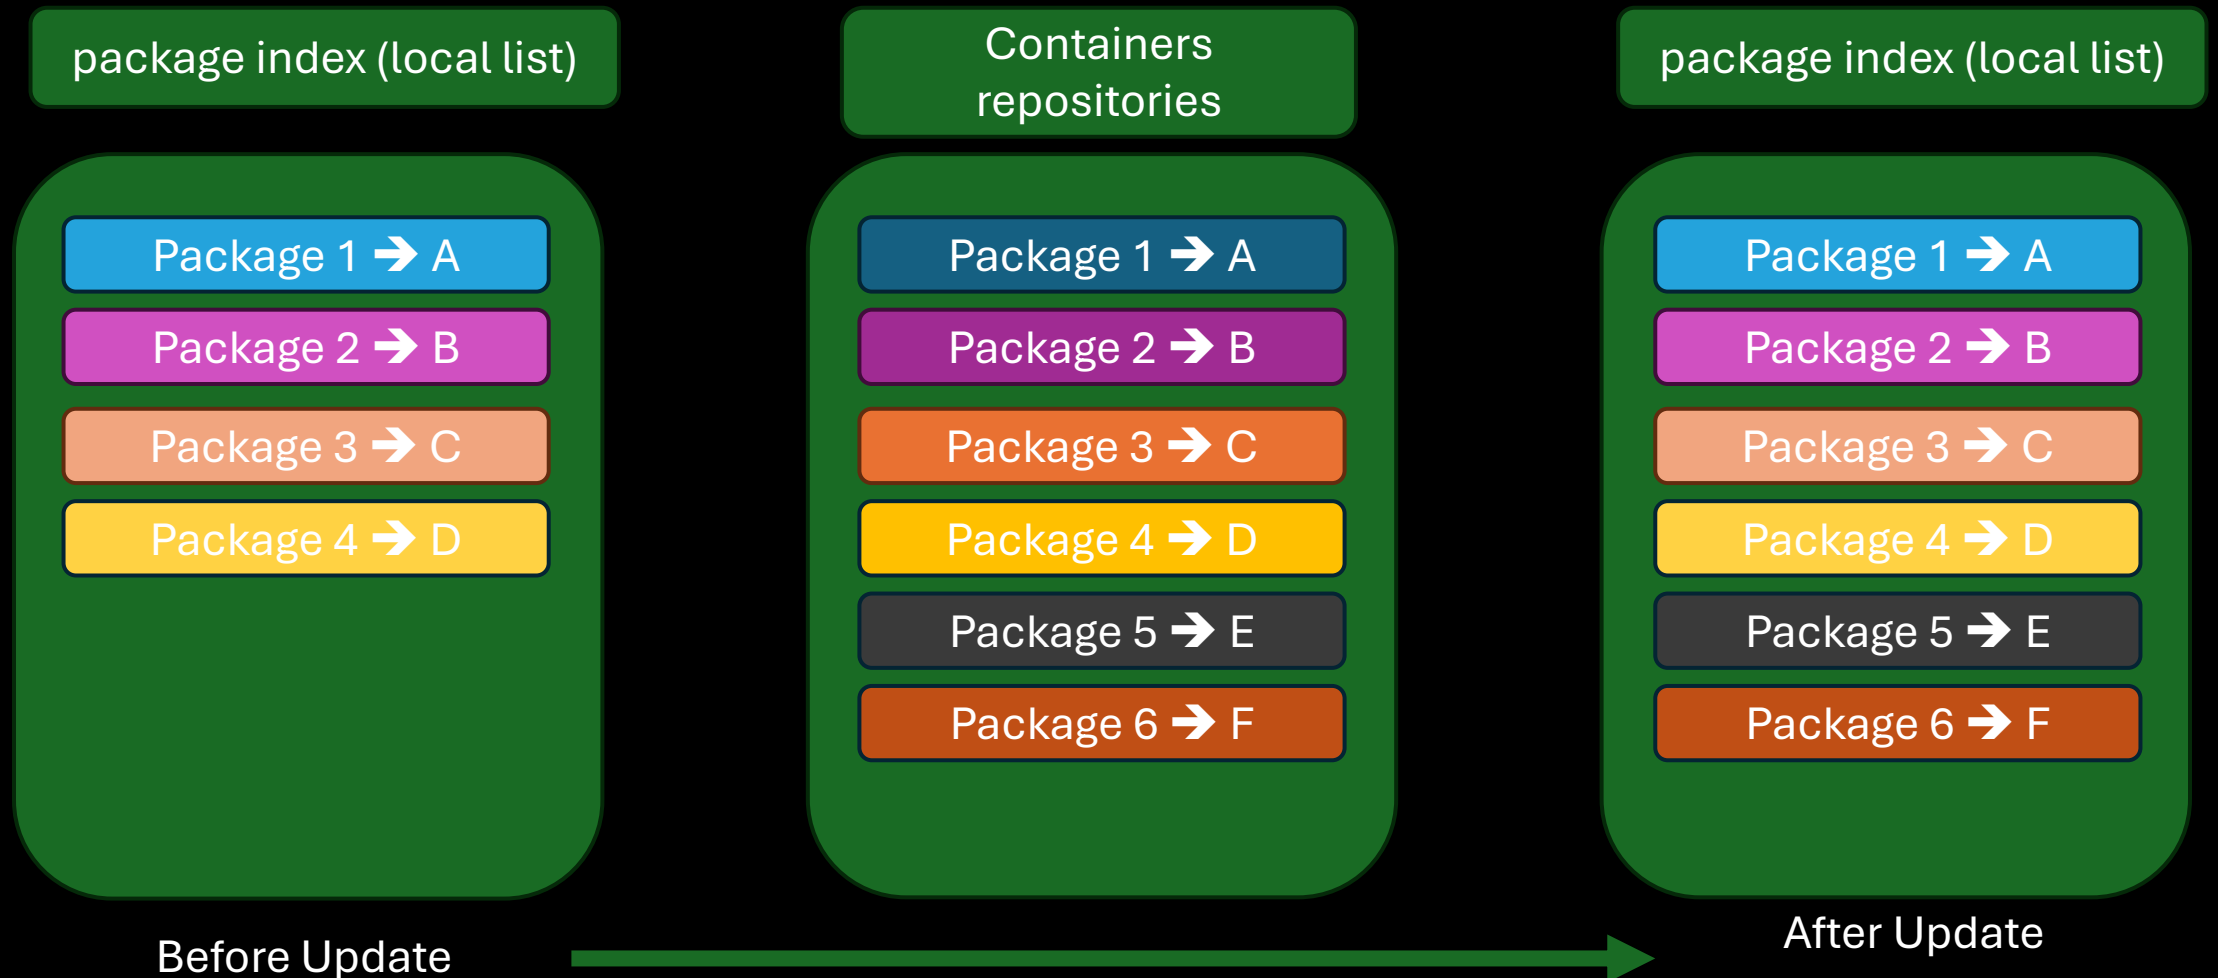 package index (local list)
Package 1 ➔ A
Package 2 ➔ B
Package 3 ➔ C
Package 4 ➔ D
Before Update
Containers
repositories
Package 1 ➔ A
Package 2 ➔ B
Package 3 ➔ C
Package 4 ➔ D
Package 5 ➔ E
Package 6 ➔ F
package index (local list)
Package 1 ➔ A
Package 2 ➔ B
Package 3 ➔ C
Package 4 ➔ D
Package 5 ➔ E
Package 6 ➔ F
After Update